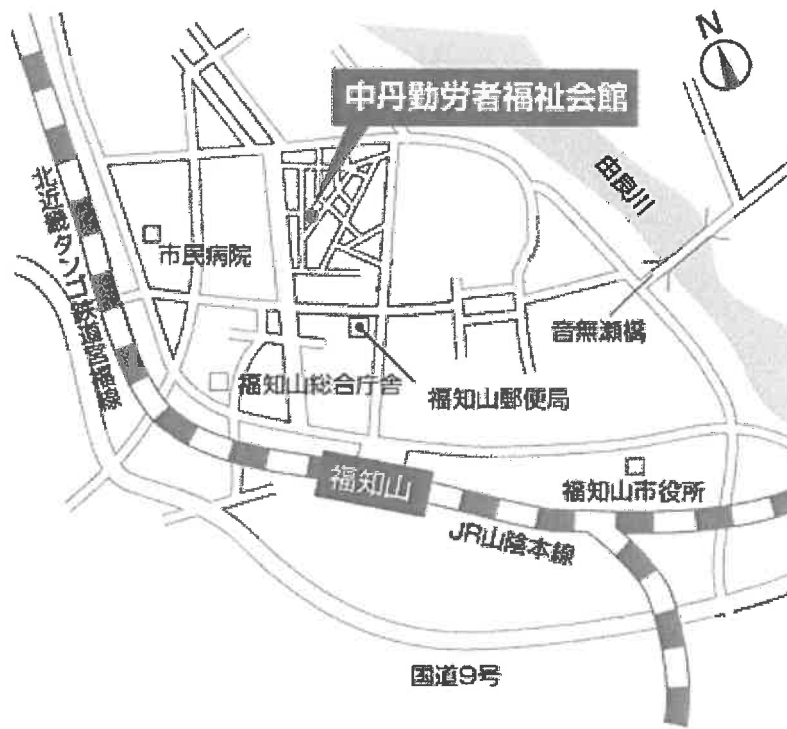 N
中丹勤労者福祉会館
由良川
北近畿タンゴ鉄道宮福線
市民病院
音無瀬橋
福知山総合庁舎
福知山郵便局
福知山
福知山市役所
JR山陰本線
国道9号